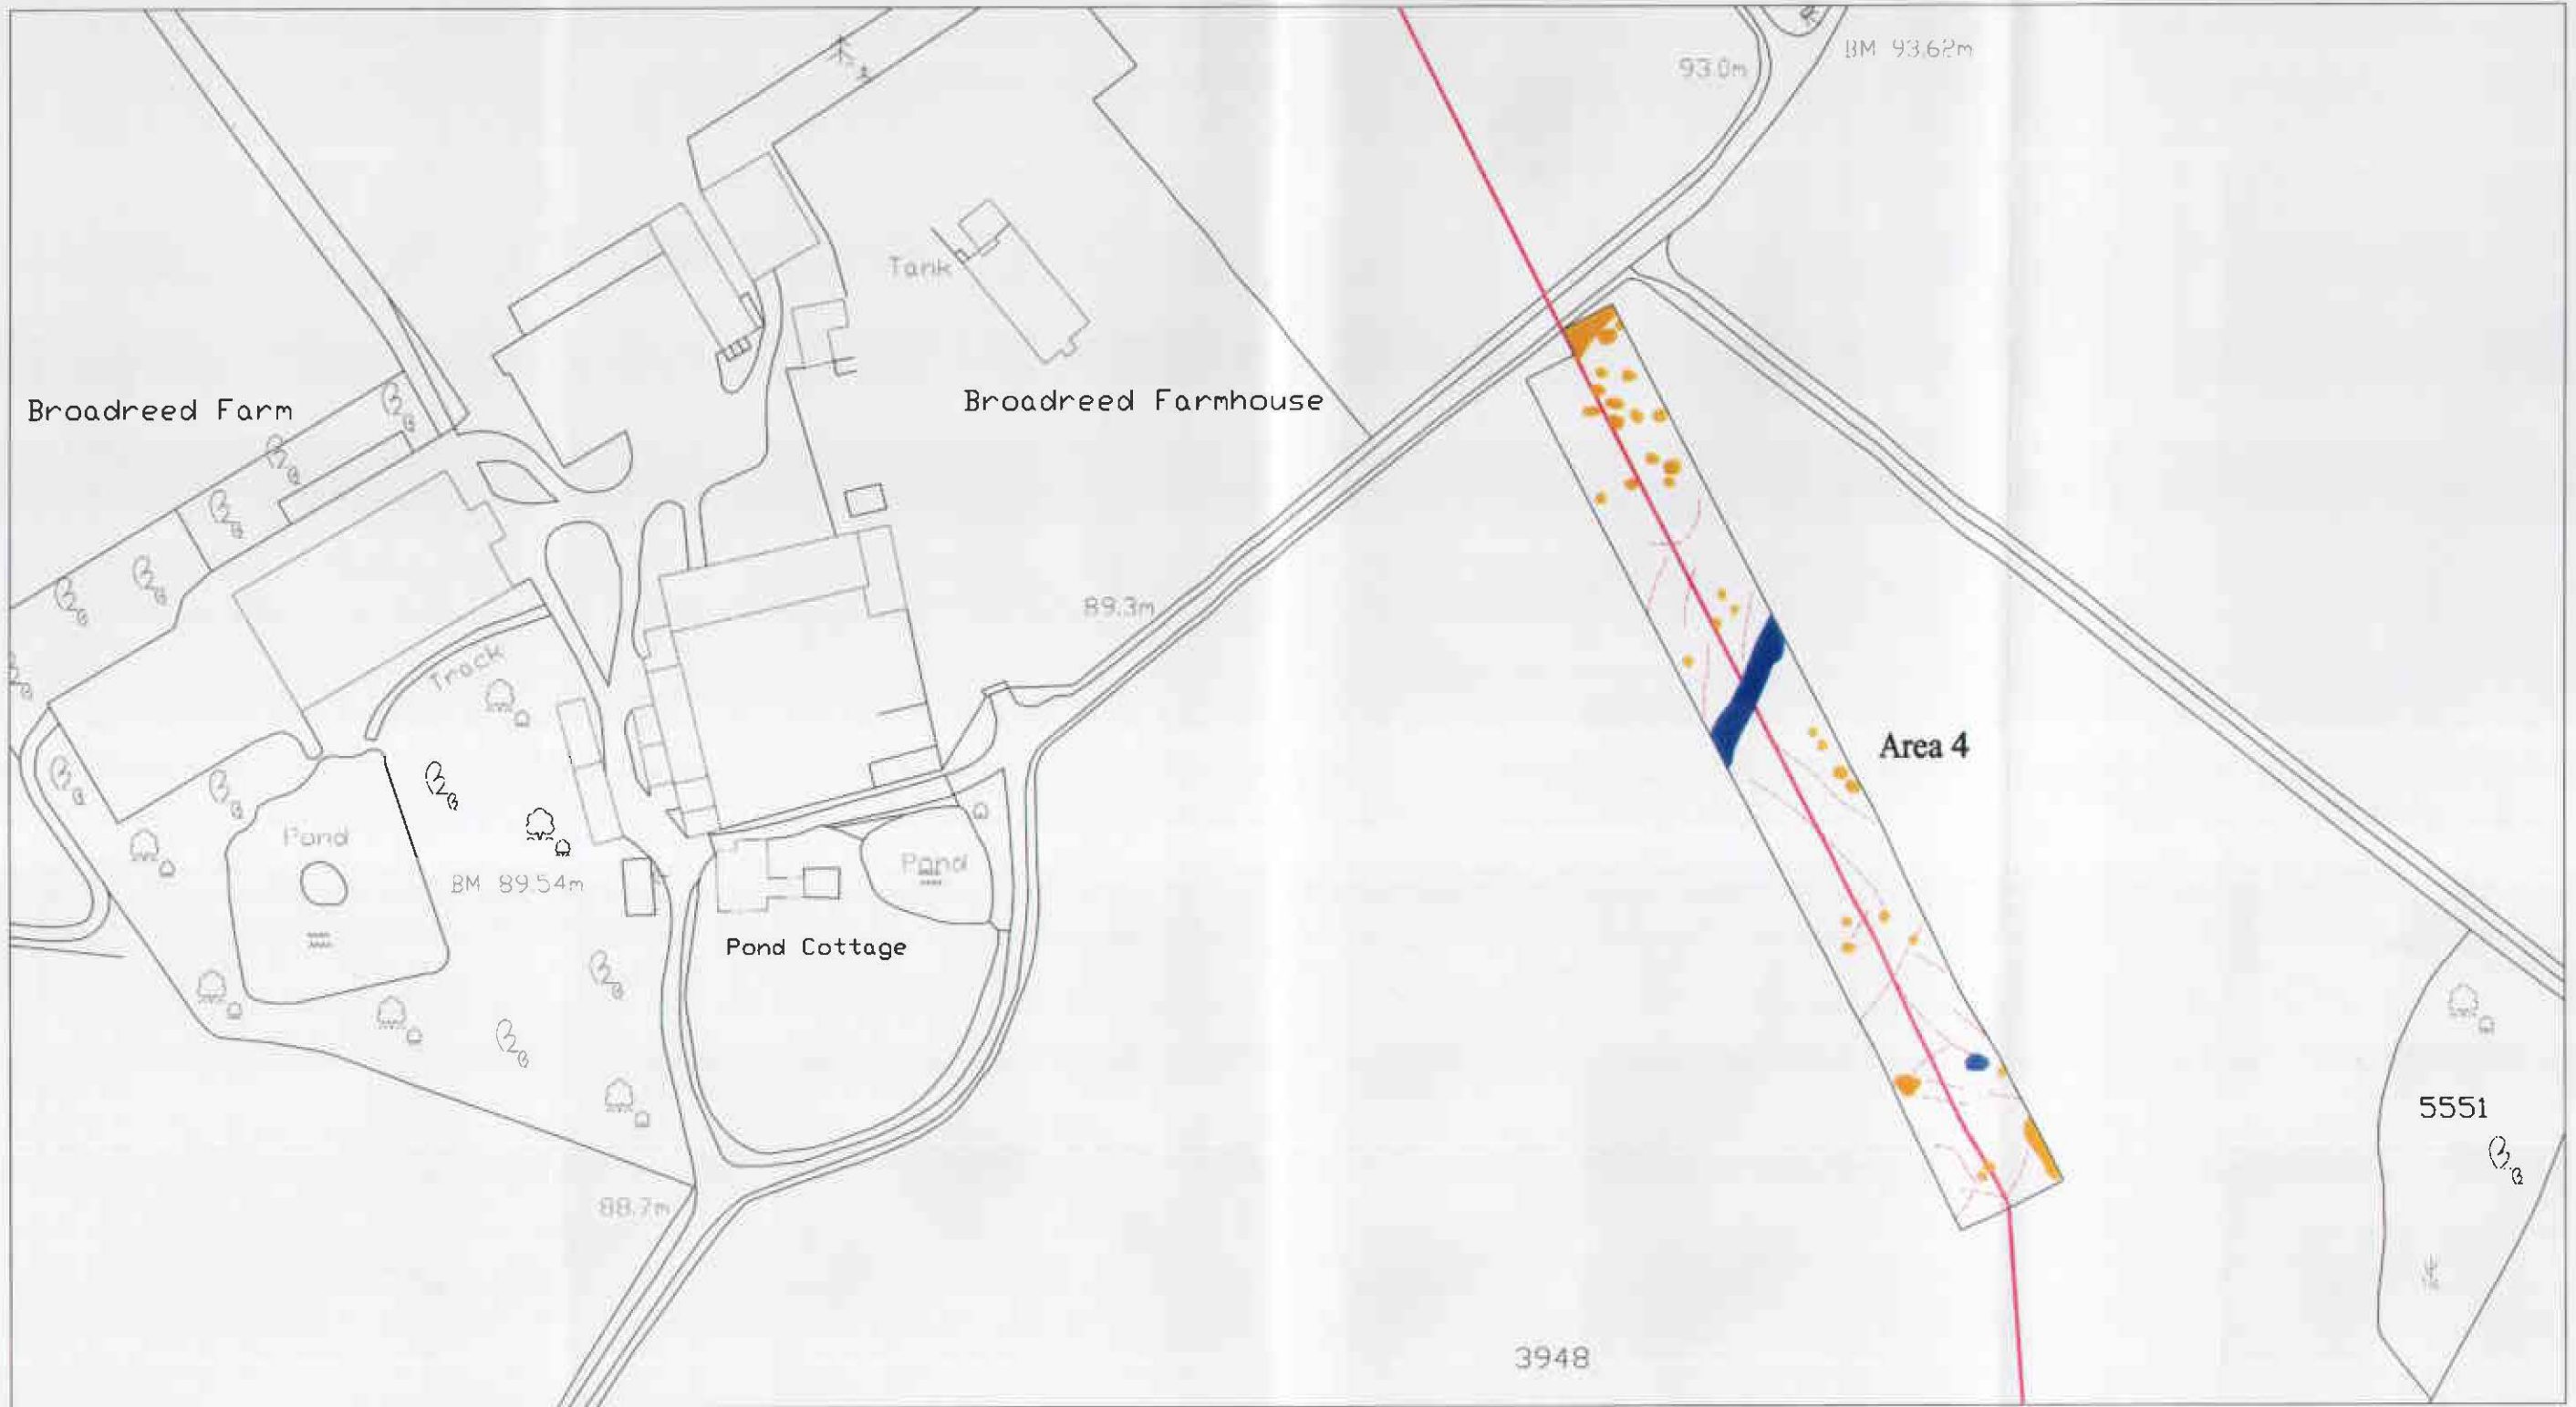 BM 93.62m
93.0m
Tank
Broadreed Farm
Broadreed Farmhouse
89.3m
Track
Area 4
Pond
Pond
BM 89.54m
Pond Cottage
5551
88.7m
3948